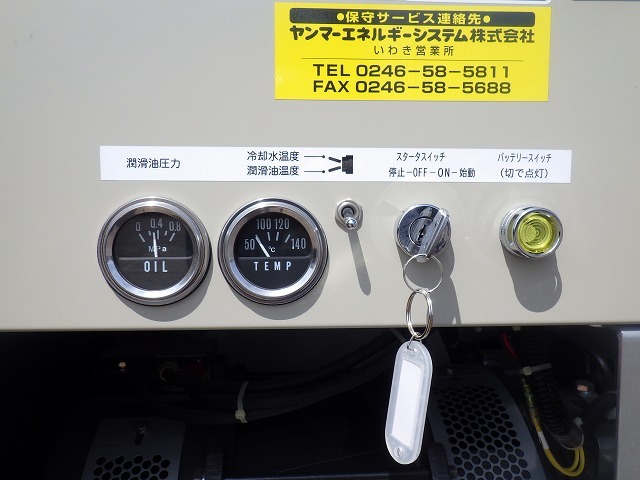 ●保守サービス連絡先●
ヤンマーエネルギーシステム株式会社
いわき営業所
TEL 0246-58-5811
FAX 0246-58-5688
潤滑油圧力
冷却水温度
潤滑油温度
スタータスイッチ
停止-OFF-ON-始動
バッテリースイッチ
(切で点灯)
0 0.4 0.8
MPa
OIL
50 100 120 140
℃
TEMP